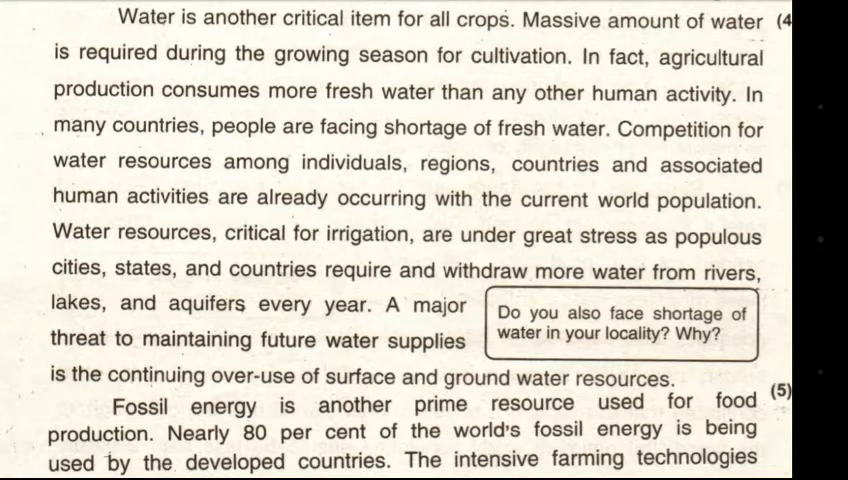 Water is another critical item for all crops. Massive amount of water (4
is required during the growing season for cultivation. In fact, agricultural
production consumes more fresh water than any other human activity. In
many countries, people are facing shortage of fresh water. Competition for
water resources among individuals, regions, countries and associated
human activities are already occurring with the current world population.
Water resources, critical for irrigation, are under great stress as populous
cities, states, and countries require and withdraw more water from rivers,
lakes, and aquifers every year. A major
threat to maintaining future water supplies
Do you also face shortage of
water in your locality? Why?
is the continuing over-use of surface and ground water resources.
(5)
Fossil energy is another prime resource used for food
production. Nearly 80 per cent of the world's fossil energy is being
used by the developed countries. The intensive farming technologies